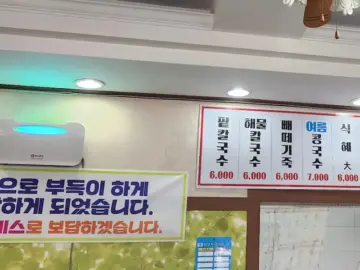 으로 부득이 하게
하게 되었습니다.
비스로 보답하겠습니다.
팥칼국수
6,000
해물칼국수
6,000
빼떼기죽
6,000
여름콩국수
7,000
식혜大
6,000